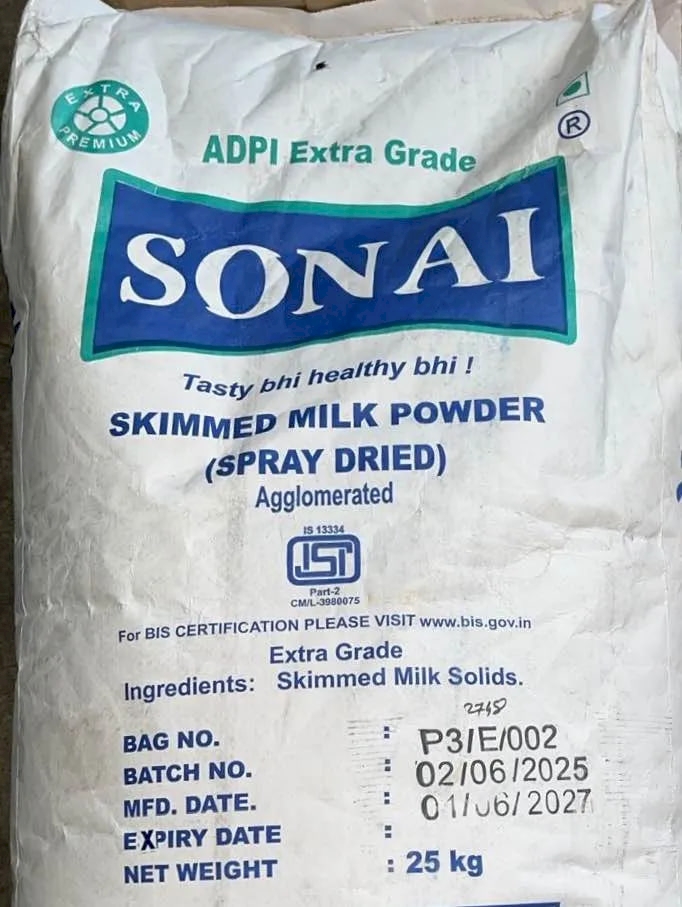 EXTRA
PREMIUM
®
ADPI Extra Grade
SONAI
Tasty bhi healthy bhi !
SKIMMED MILK POWDER
(SPRAY DRIED)
Agglomerated
IS 13334
ISI
Part-2
CM/L-3980075
For BIS CERTIFICATION PLEASE VISIT www.bis.gov.in
Extra Grade
Ingredients: Skimmed Milk Solids.
BAG NO. :
P3/E/002
BATCH NO. : 02/06/2025
MFD. DATE. : 01/06/2027
EXPIRY DATE :
NET WEIGHT : 25 kg